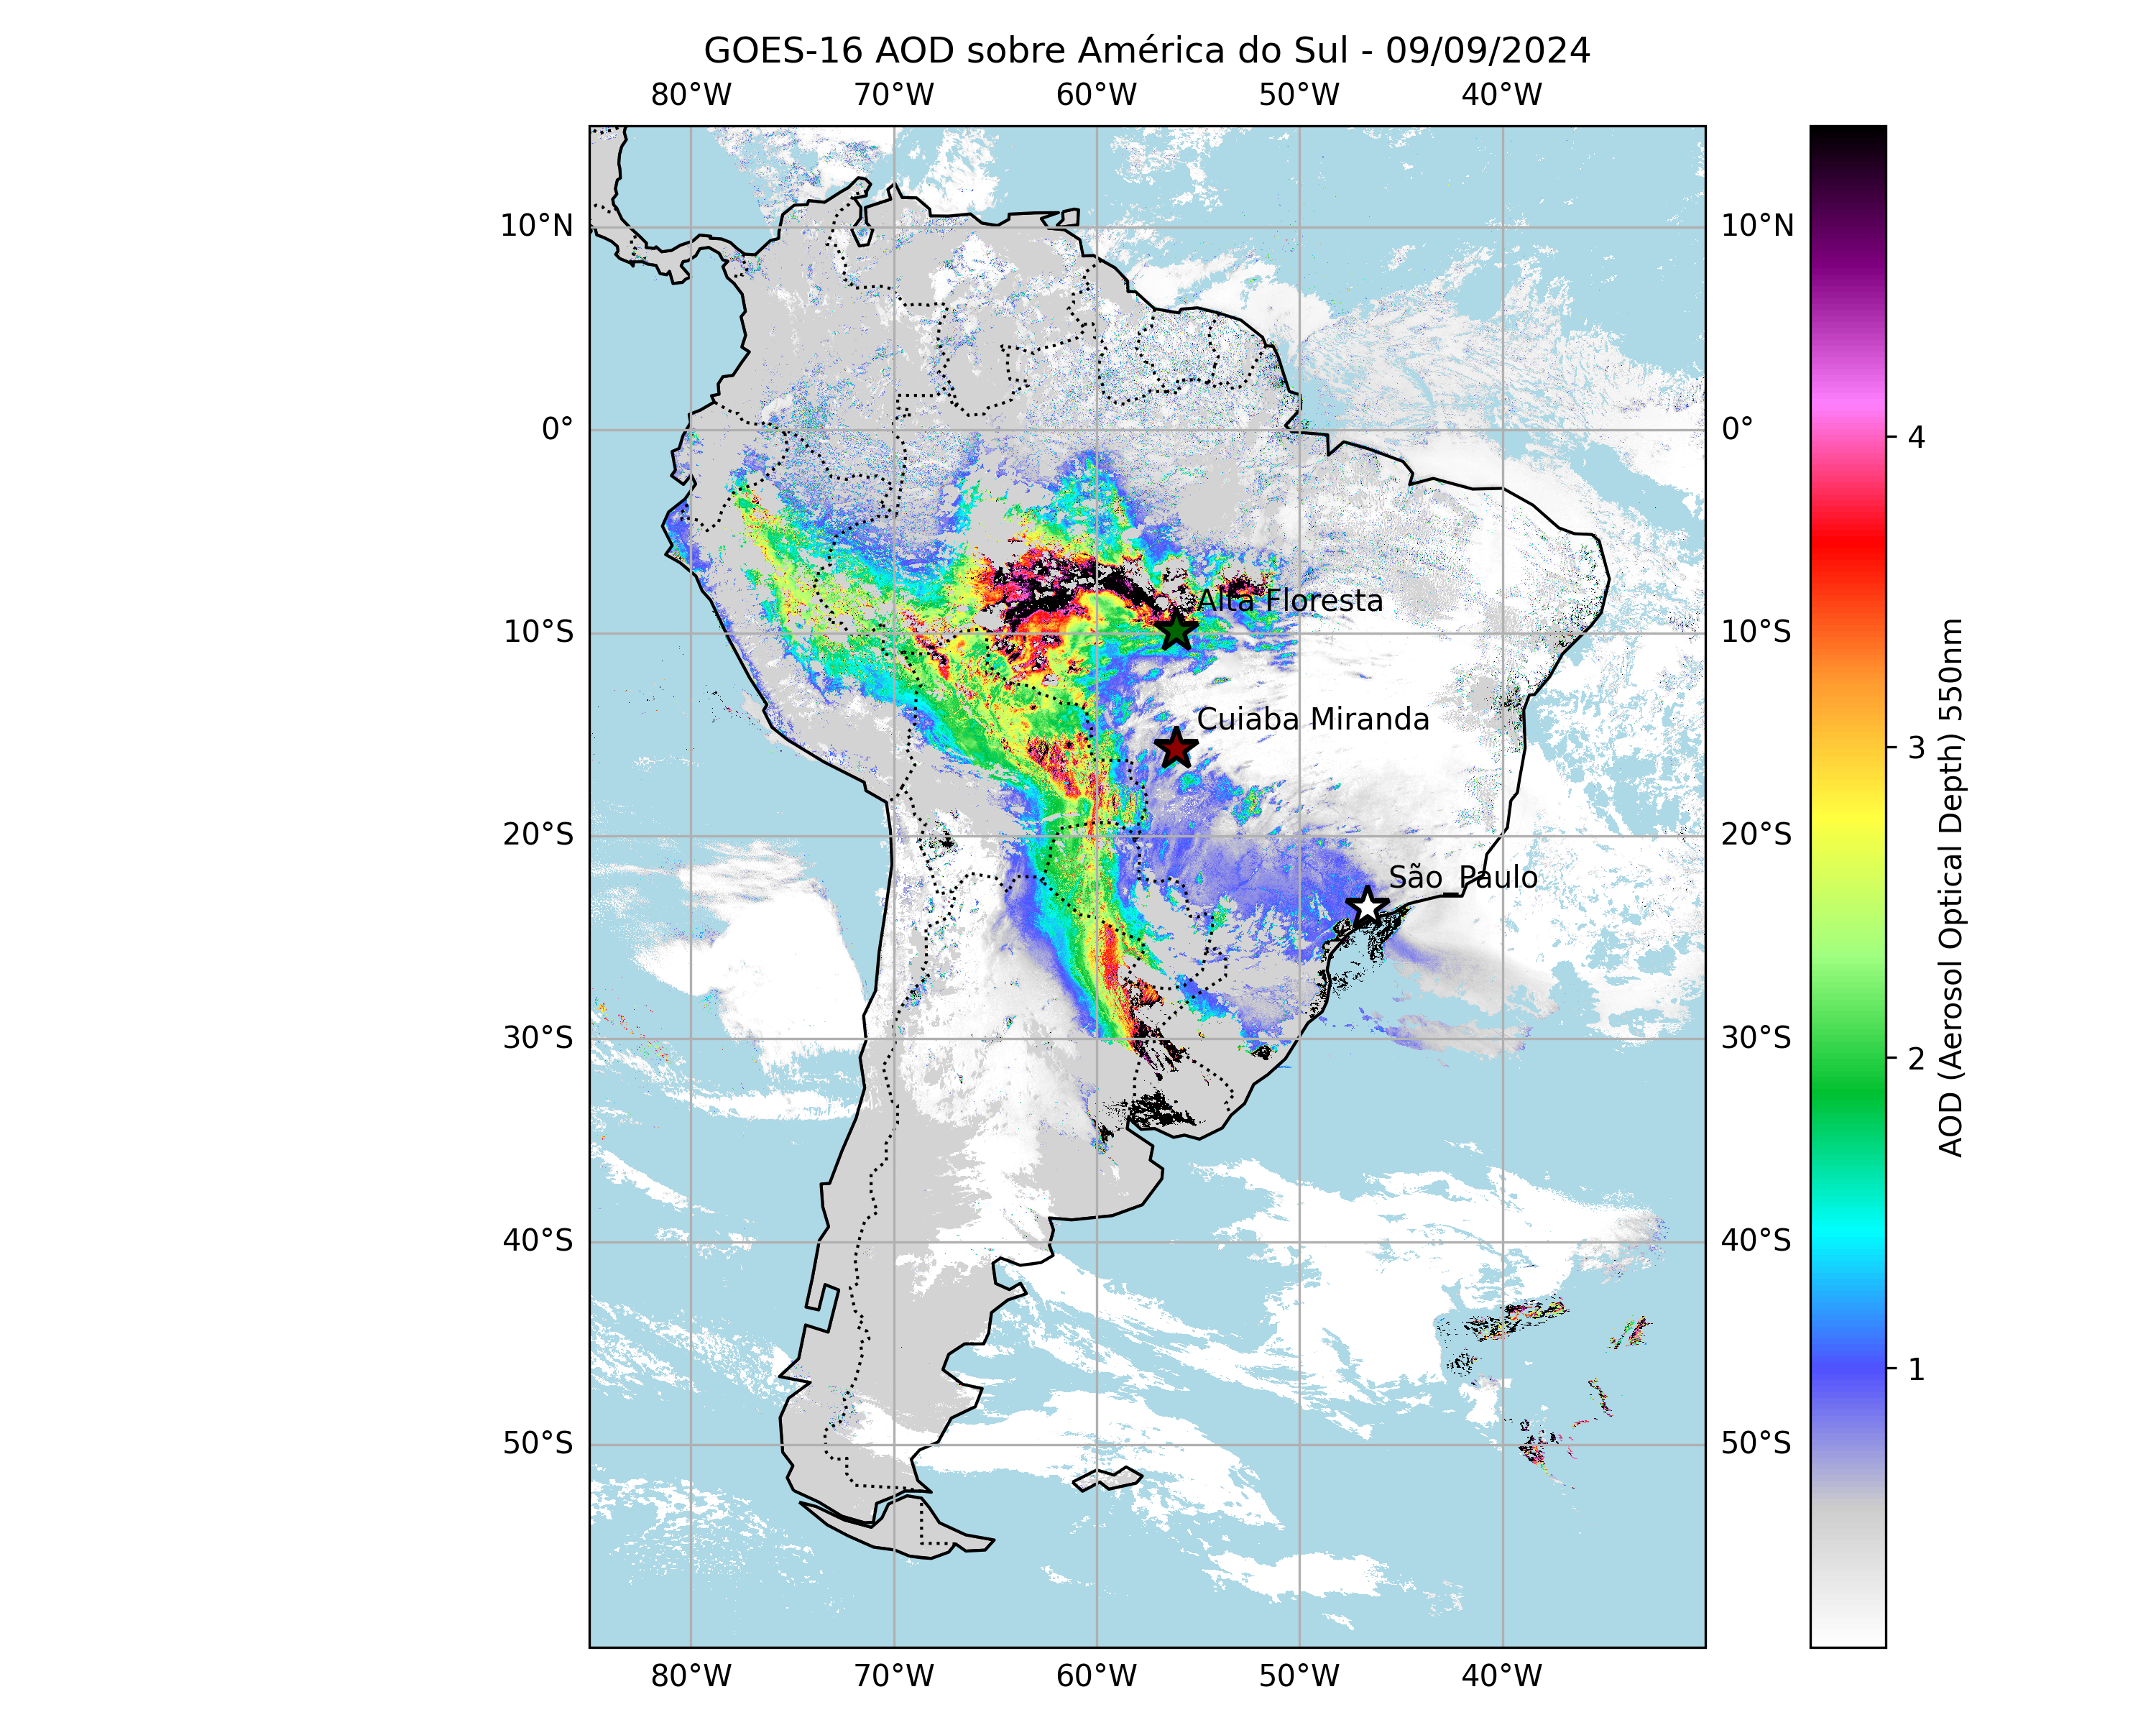 GOES-16 AOD sobre América do Sul - 09/09/2024
80°W 70°W 60°W 50°W 40°W
10°N 10°N
0° 0°
4
Alta Floresta
10°S 10°S
Cuiaba Miranda
3
20°S 20°S
São Paulo
AOD (Aerosol Optical Depth) 550nm
30°S 30°S
2
40°S 40°S
1
50°S 50°S
80°W 70°W 60°W 50°W 40°W